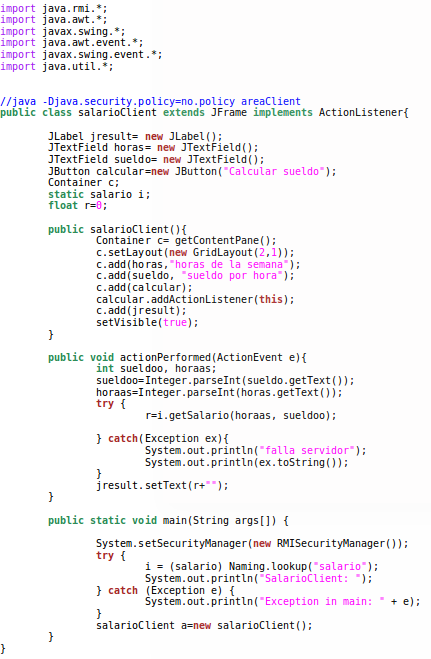 import java.rmi.*;
import java.awt.*;
import javax.swing.*;
import java.awt.event.*;
import javax.swing.event.*;
import java.util.*;
//java -Djava.security.policy=no.policy areaClient
public class salarioClient extends JFrame implements ActionListener{
JLabel jresult= new JLabel();
JTextField horas= new JTextField();
JTextField sueldo= new JTextField();
JButton calcular=new JButton("Calcular sueldo");
Container c;
static salario i;
float r=0;
public salarioClient(){
Container c= getContentPane();
c.setLayout(new GridLayout(2,1));
c.add(horas,"horas de la semana");
c.add(sueldo, "sueldo por hora");
c.add(calcular);
calcular.addActionListener(this);
c.add(jresult);
setVisible(true);
}
public void actionPerformed(ActionEvent e){
int sueldoo, horaas;
sueldoo=Integer.parseInt(sueldo.getText());
horaas=Integer.parseInt(horas.getText());
try {
r=i.getSalario(horaas, sueldoo);
} catch(Exception ex){
System.out.println("falla servidor");
System.out.println(ex.toString());
}
jresult.setText(r+"");
}
public static void main(String args[]) {
System.setSecurityManager(new RMISecurityManager());
try {
i = (salario) Naming.lookup("salario");
System.out.println("SalarioClient: ");
} catch (Exception e) {
System.out.println("Exception in main: " + e);
}
salarioClient a=new salarioClient();
}
}